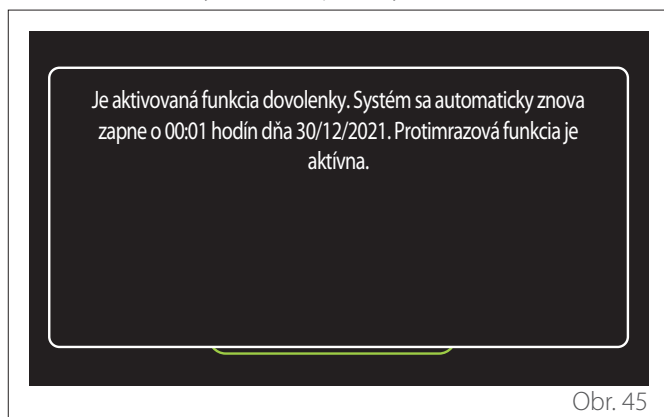 Je aktivovaná funkcia dovolenky. Systém sa automaticky znova
zapne o 00:01 hodín dňa 30/12/2021. Protimrazová funkcia je
aktívna.
Obr. 45